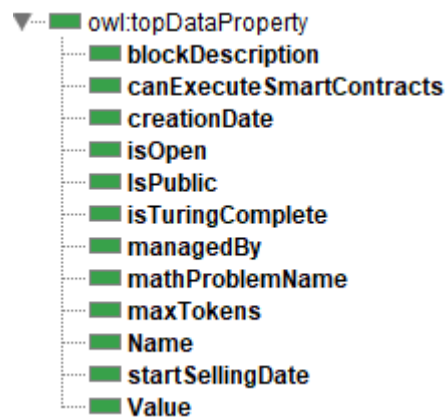 owl:topDataProperty
blockDescription
canExecuteSmartContracts
creationDate
isOpen
IsPublic
isTuringComplete
managedBy
mathProblemName
maxTokens
Name
startSellingDate
Value